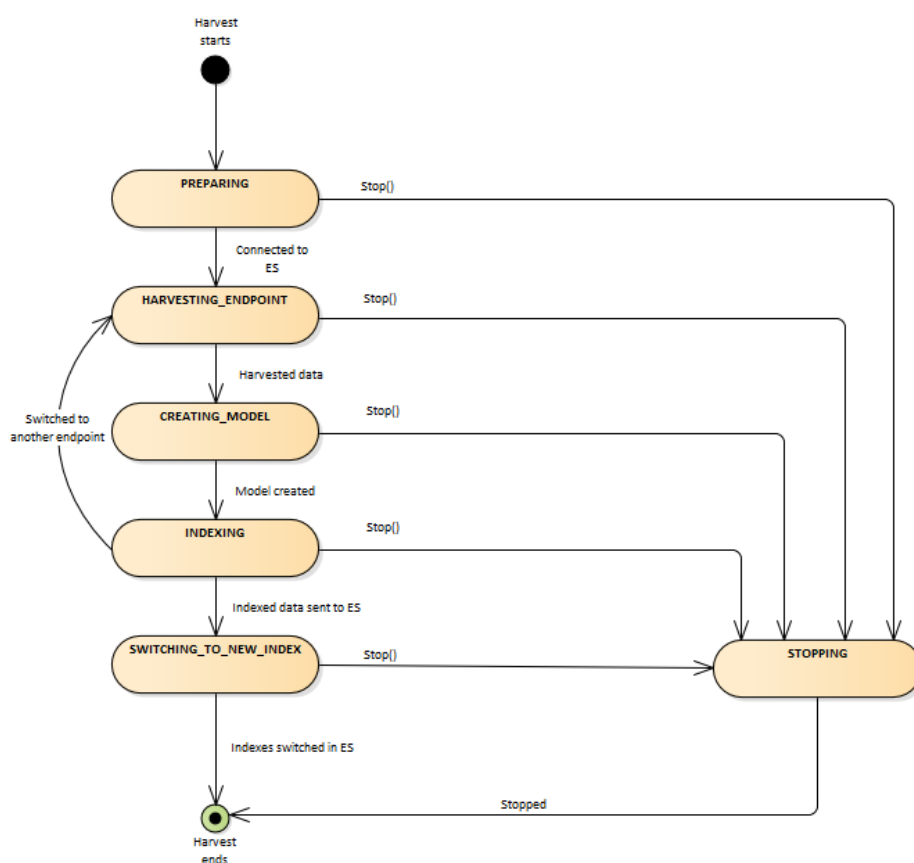 Harvest
starts
PREPARING
Stop()
Connected to
ES
HARVESTING_ENDPOINT
Stop()
Harvested data
CREATING_MODEL
Stop()
Switched to
another endpoint
Model created
INDEXING
Stop()
Indexed data sent to ES
SWITCHING_TO_NEW_INDEX
Stop()
STOPPING
Indexes switched in ES
Stopped
Harvest
ends